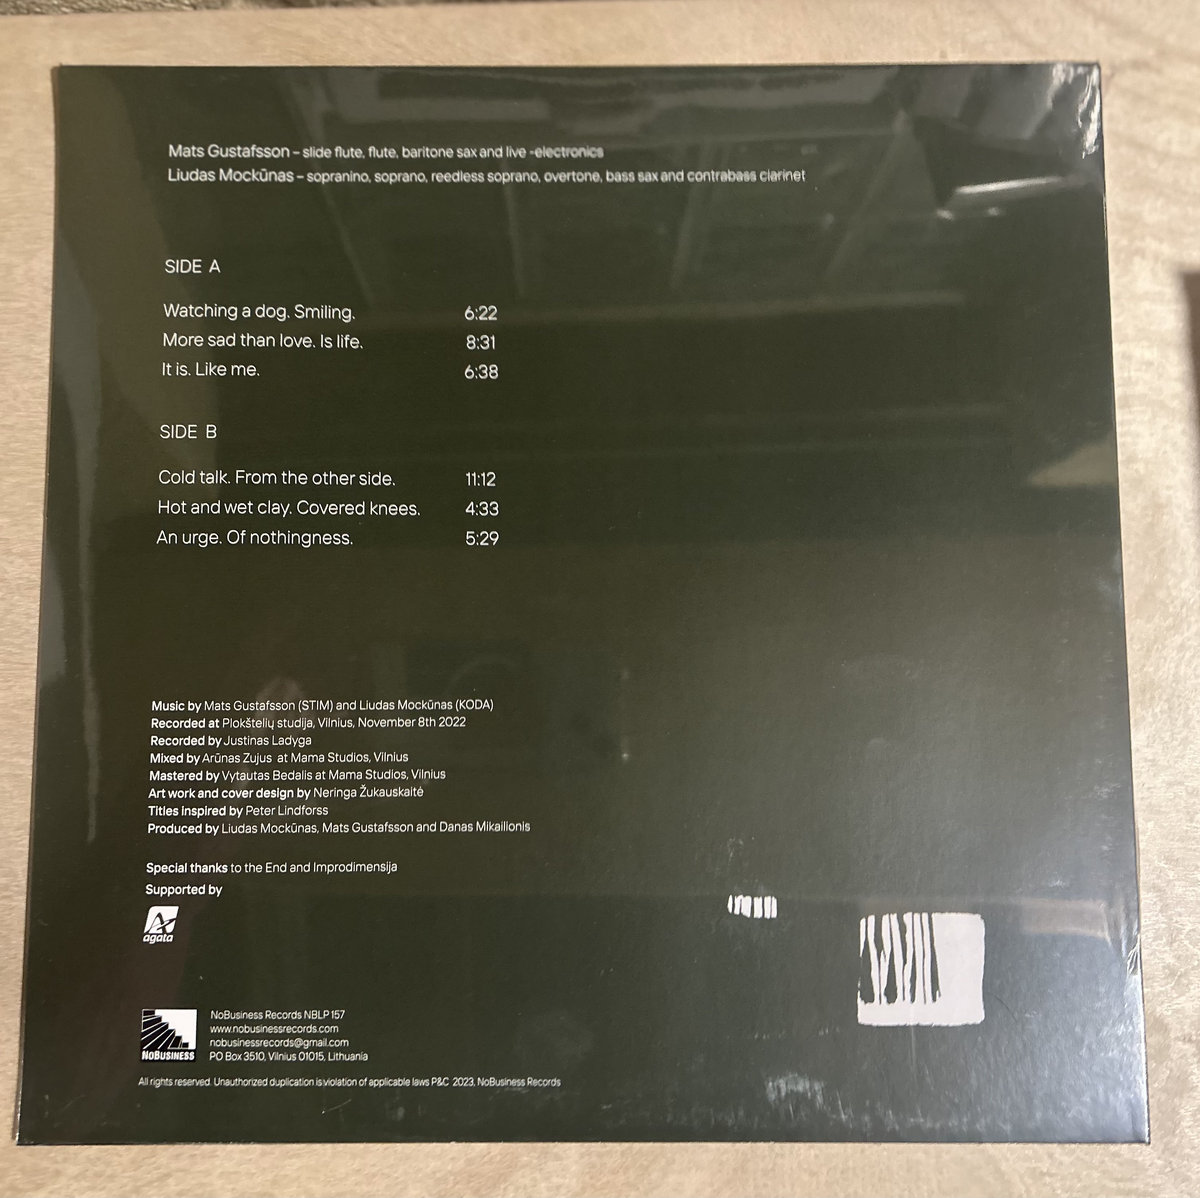 Mats Gustafsson – slide flute, flute, baritone sax and live -electronics
Liudas Mockūnas – sopranino, soprano, reedless soprano, overtone, bass sax and contrabass clarinet
SIDE A
Watching a dog. Smiling. 6:22
More sad than love. Is life. 8:31
It is. Like me. 6:38
SIDE B
Cold talk. From the other side. 11:12
Hot and wet clay. Covered knees. 4:33
An urge. Of nothingness. 5:29
Music by Mats Gustafsson (STIM) and Liudas Mockūnas (KODA)
Recorded at Plokštelių studija, Vilnius, November 8th 2022
Recorded by Justinas Ladyga
Mixed by Arūnas Zujus at Mama Studios, Vilnius
Mastered by Vytautas Bedalis at Mama Studios, Vilnius
Art work and cover design by Neringa Žukauskaitė
Titles inspired by Peter Lindforss
Produced by Liudas Mockūnas, Mats Gustafsson and Danas Mikailionis
Special thanks to the End and Improdimensija
Supported by
agata
NoBusiness Records NBLP 157
www.nobusinessrecords.com
nobusinessrecords@gmail.com
PO Box 3510, Vilnius 01015, Lithuania
NoBusiness
All rights reserved. Unauthorized duplication is violation of applicable laws P&C 2023, NoBusiness Records